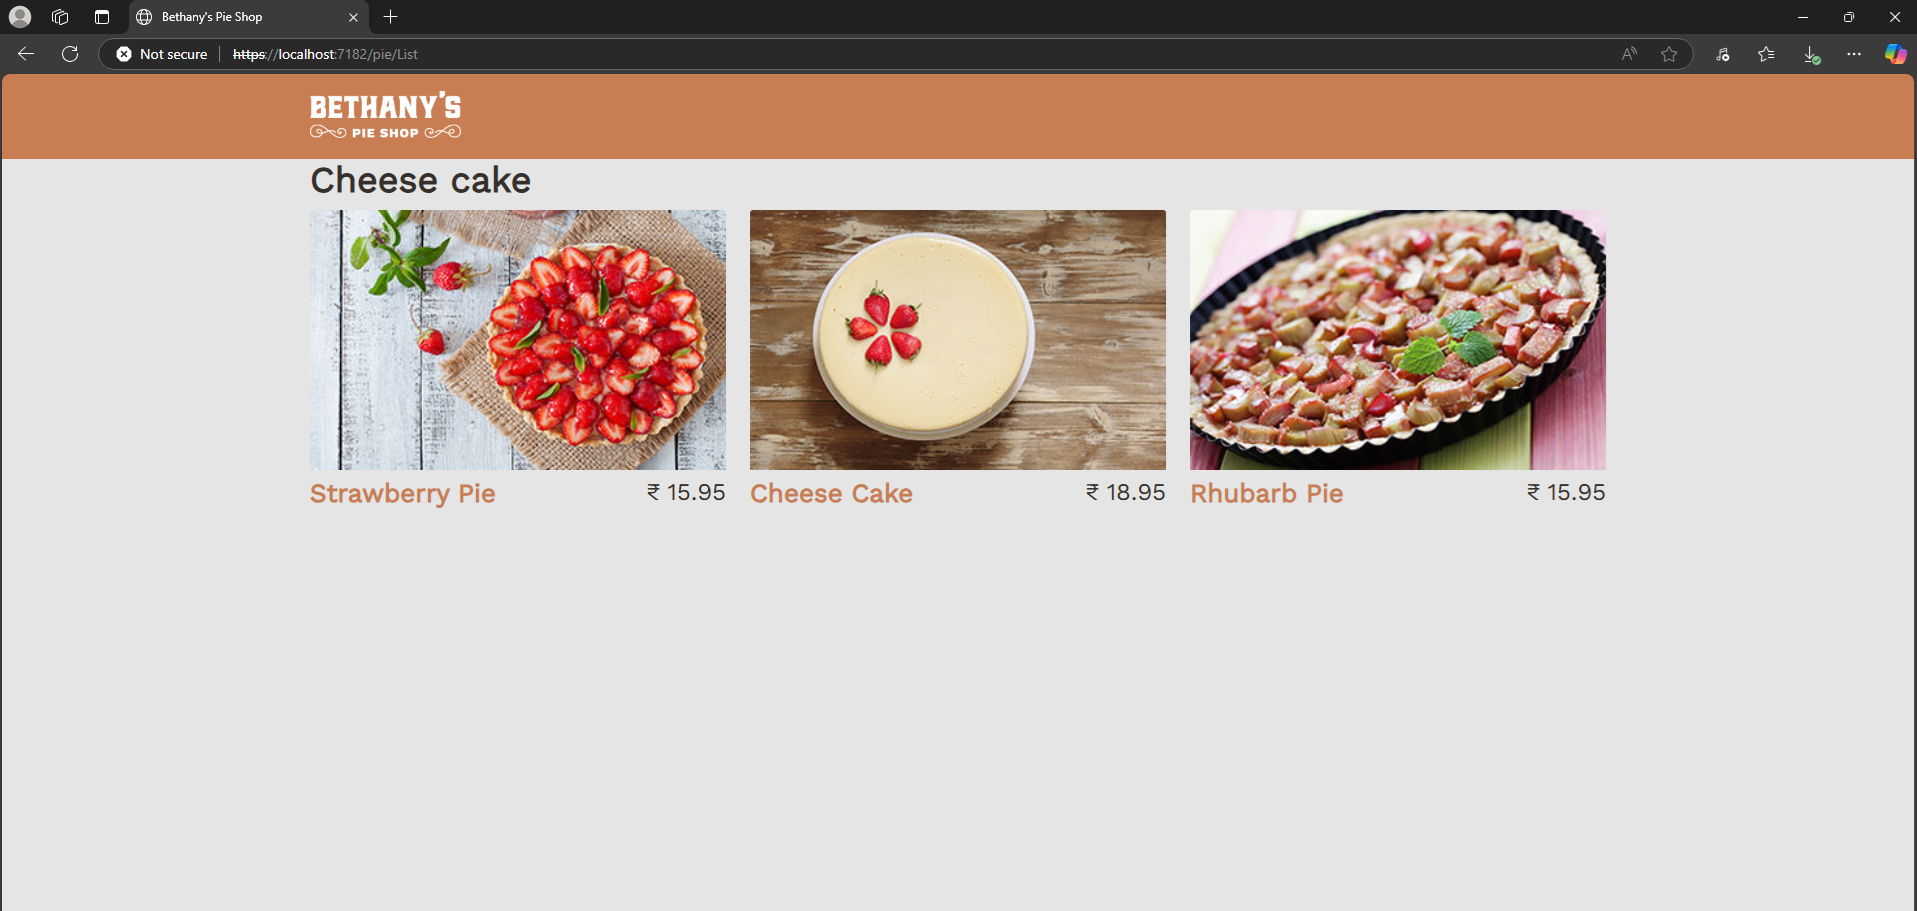 Bethany's Pie Shop
Not secure
https://localhost:7182/pie/List
BETHANY'S
PIE SHOP
Cheese cake
Strawberry Pie
₹ 15.95
Cheese Cake
₹ 18.95
Rhubarb Pie
₹ 15.95